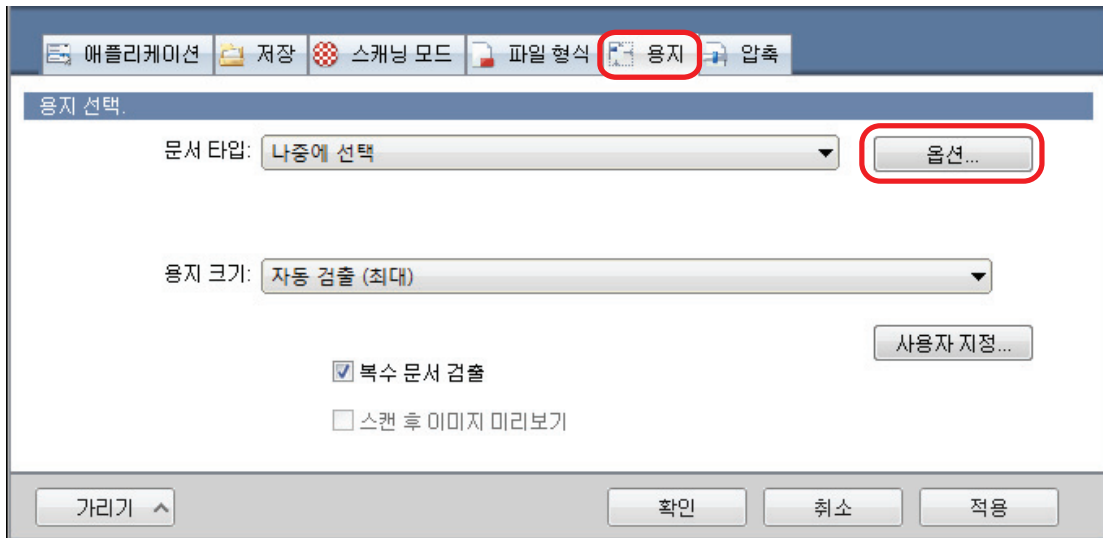 애플리케이션 저장 스캐닝 모드 파일 형식 용지 압축
용지 선택.
문서 타입: 나중에 선택 옵션...
용지 크기: 자동 검출 (최대)
사용자 지정...
복수 문서 검출
스캔 후 이미지 미리보기
가리기 확인 취소 적용